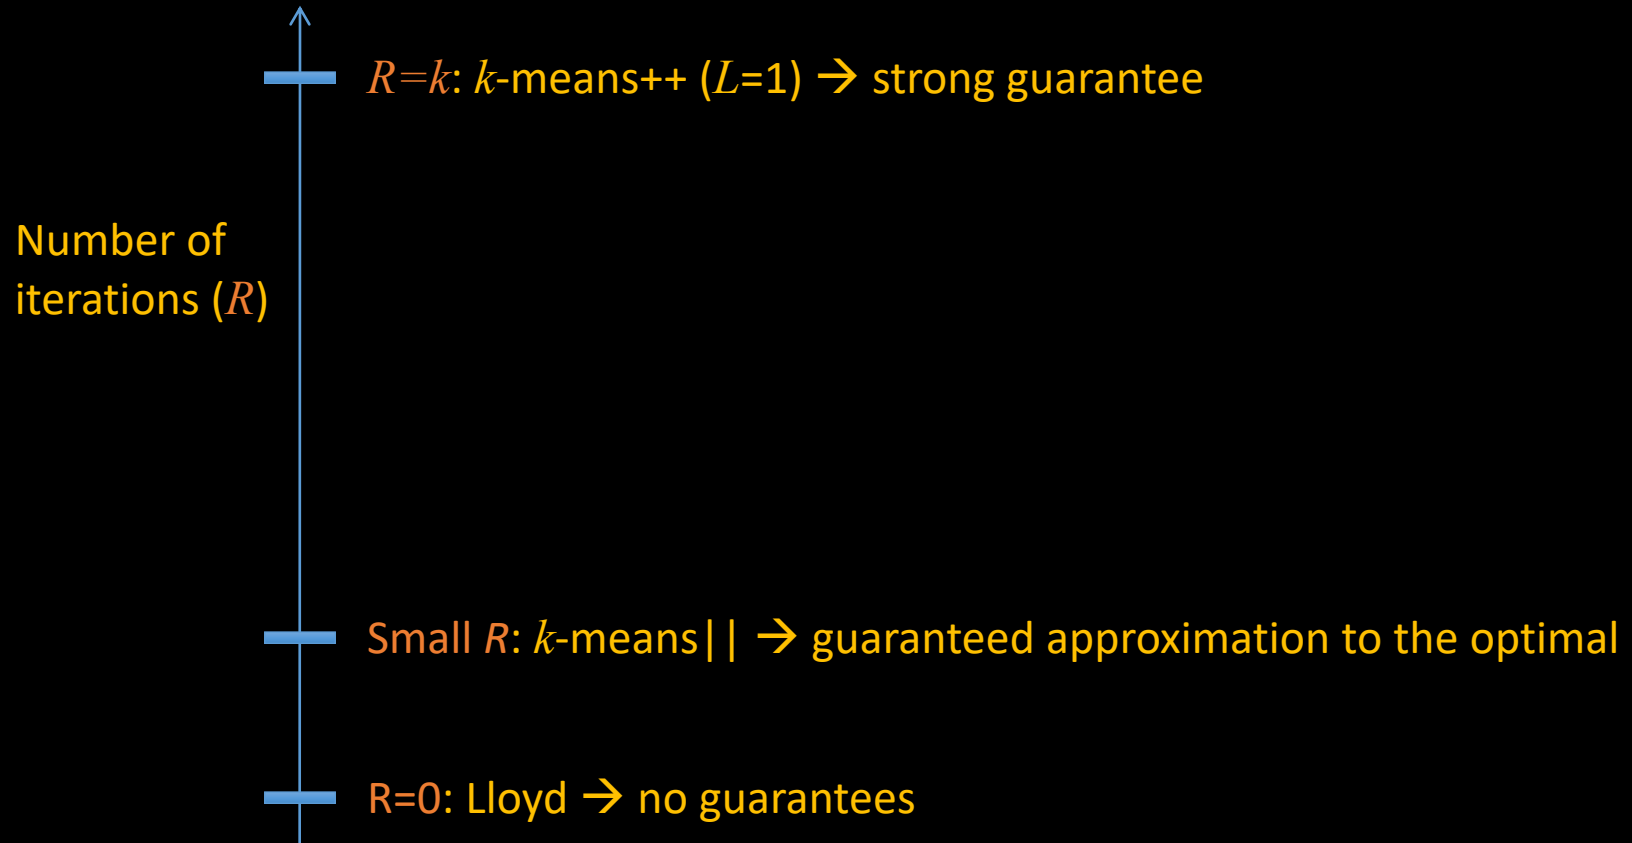 R=k: k-means++ (L=1) → strong guarantee
Number of
iterations (R)
Small R: k-means|| → guaranteed approximation to the optimal
R=0: Lloyd → no guarantees